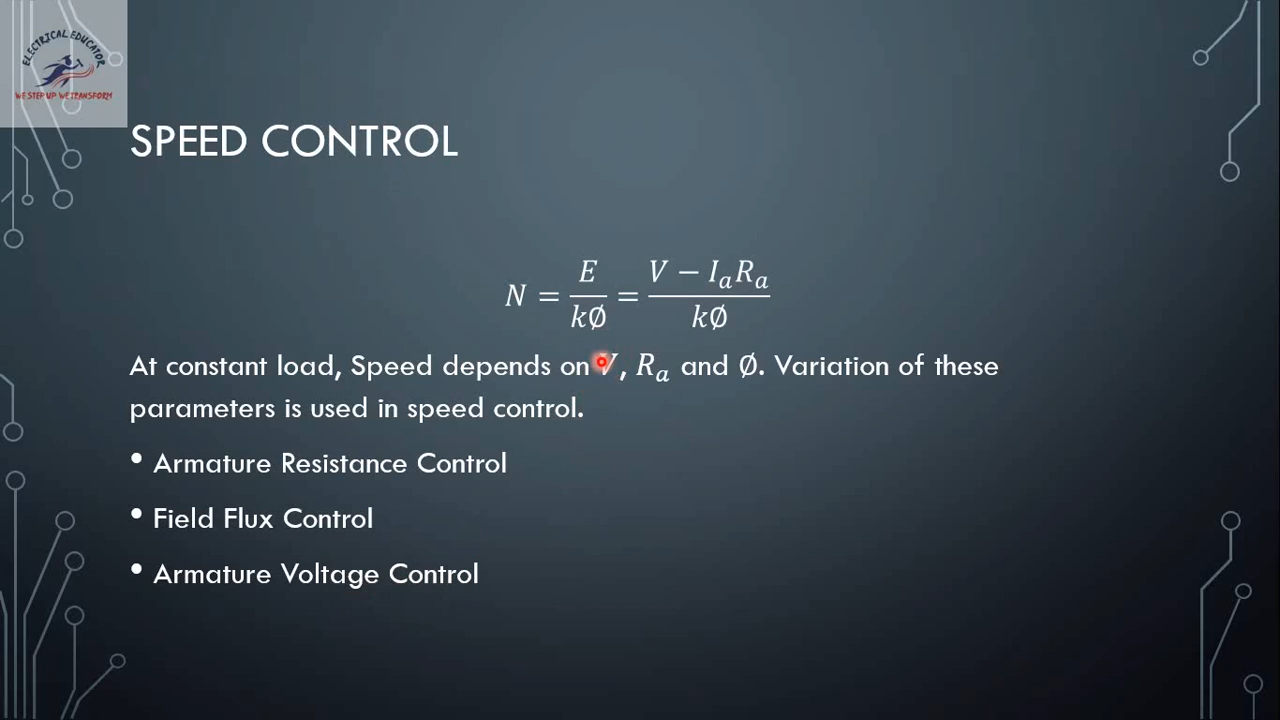 ELECTRICAL EDUCATOR
WE STEP UP WE TRANSFORM
SPEED CONTROL
N = E/kØ = (V − IₐRₐ)/kØ
At constant load, Speed depends on V, Rₐ and Ø. Variation of these
parameters is used in speed control.
• Armature Resistance Control
• Field Flux Control
• Armature Voltage Control